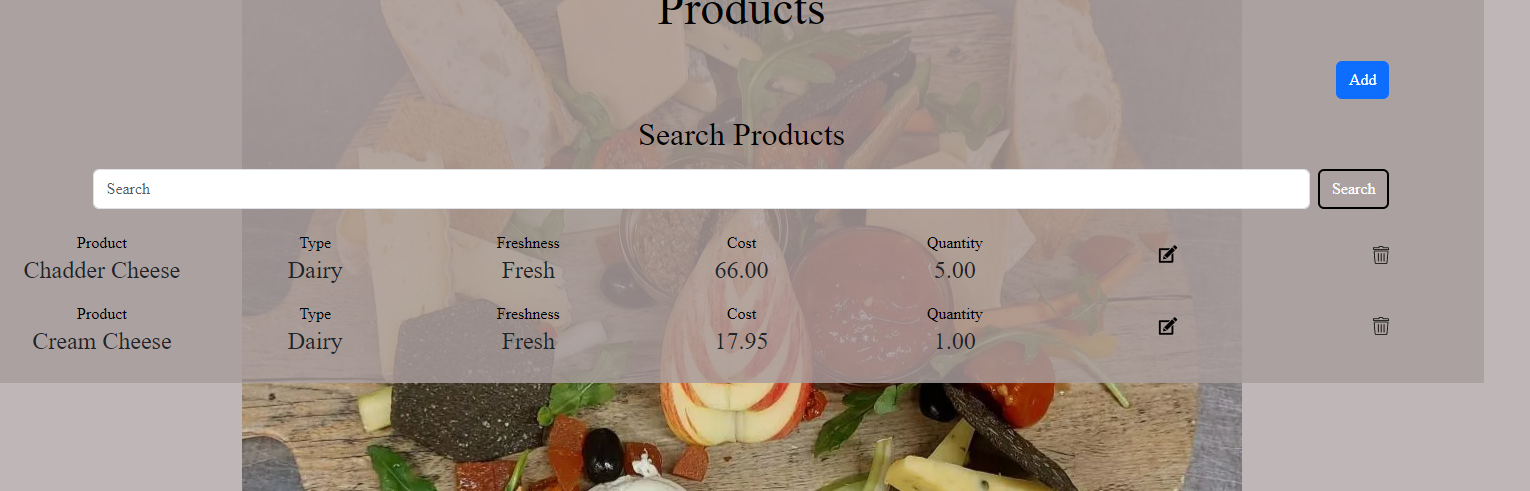 Products
Add
Search Products
Search Search
Product Type Freshness Cost Quantity
Chadder Cheese Dairy Fresh 66.00 5.00
Product Type Freshness Cost Quantity
Cream Cheese Dairy Fresh 17.95 1.00